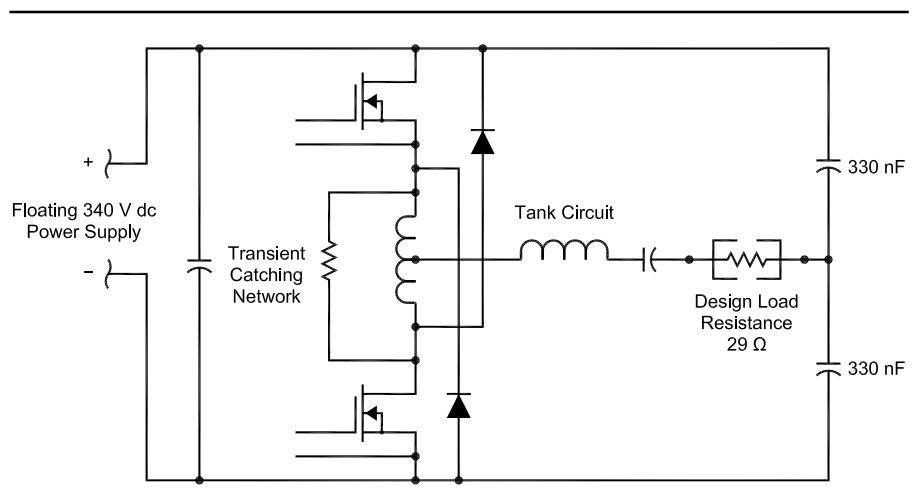 +
Floating 340 V dc
Power Supply
−
Transient
Catching
Network
Tank Circuit
Design Load
Resistance
29 Ω
330 nF
330 nF